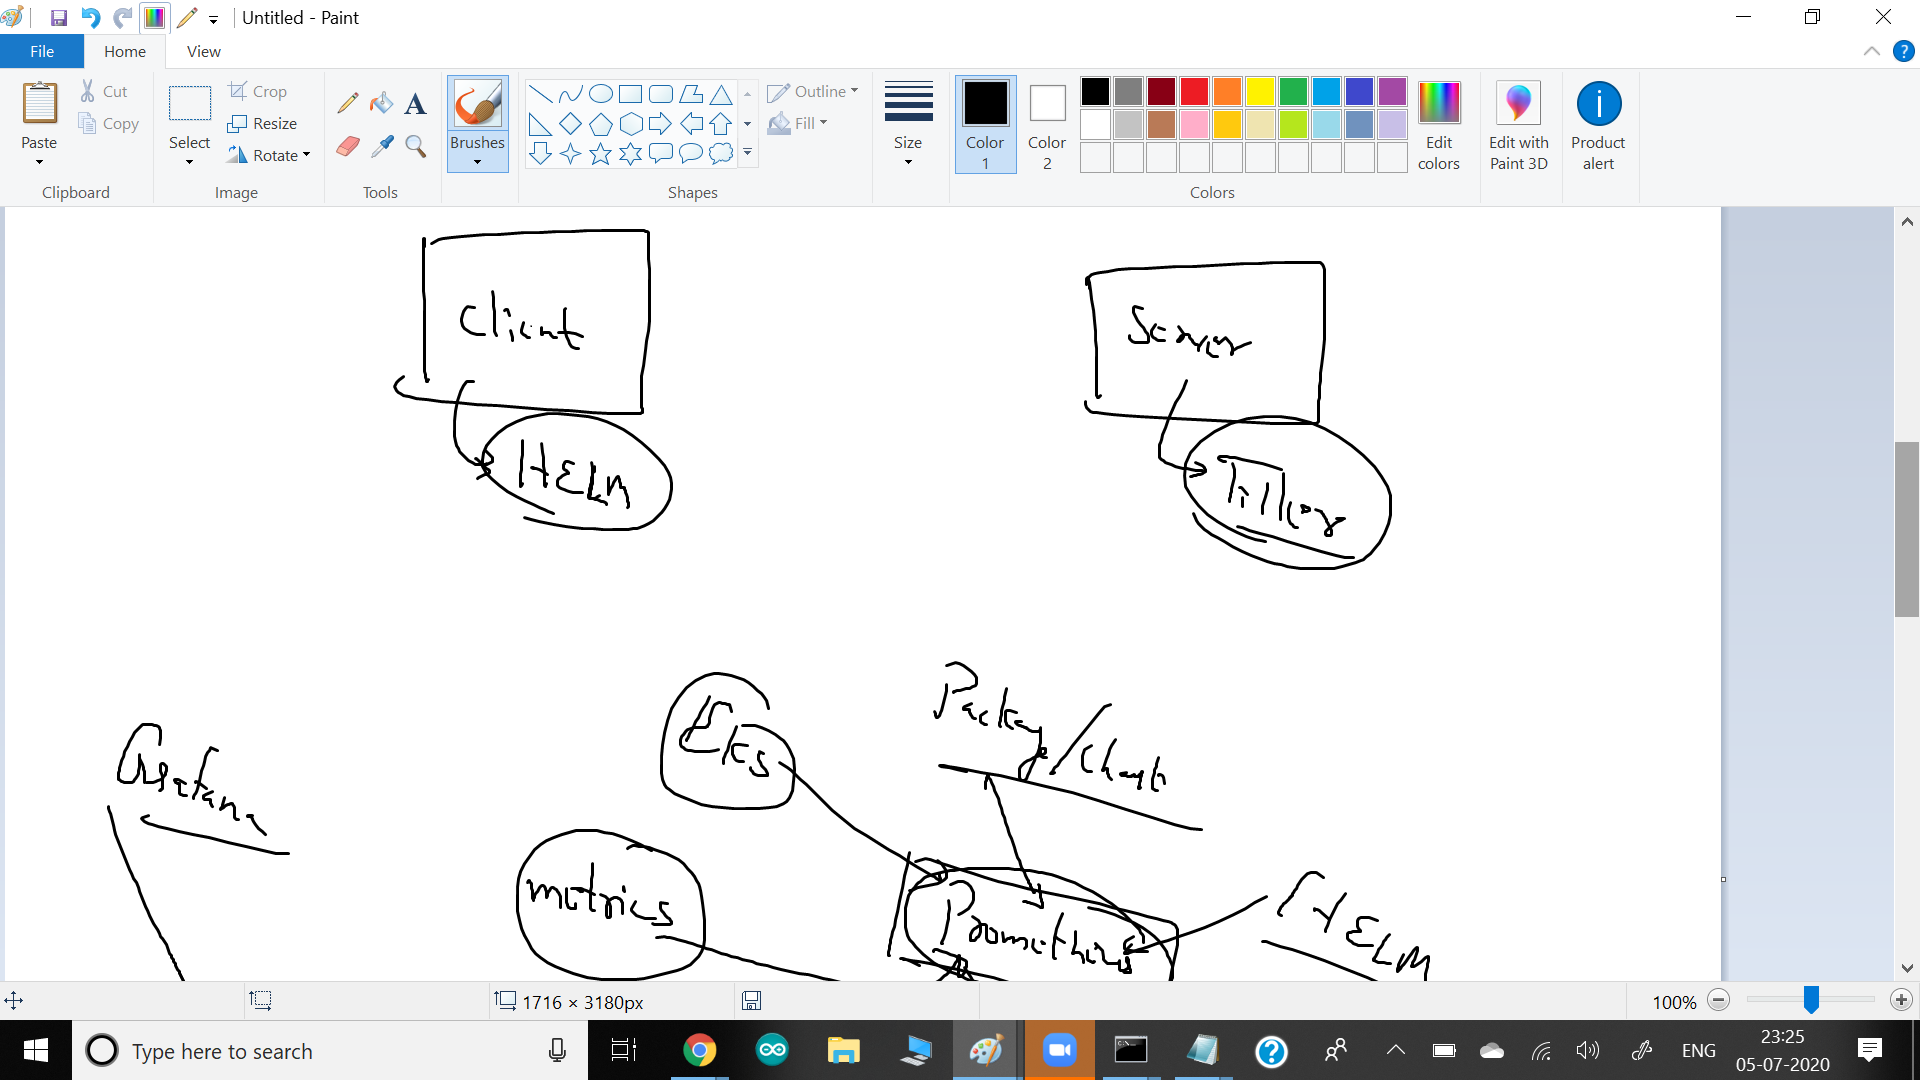 Untitled - Paint
File
Home
View
Paste
Cut
Copy
Clipboard
Select
Crop
Resize
Rotate
Image
Tools
Brushes
Shapes
Outline
Fill
Size
Color 1
Color 2
Edit colors
Colors
Edit with Paint 3D
Product alert
Client
Server
HELM
Tiller
EKS
Package/Chart
Grafana
metrics
Prometheus
HELM
1716 × 3180px
100%
Type here to search
ENG
23:25
05-07-2020